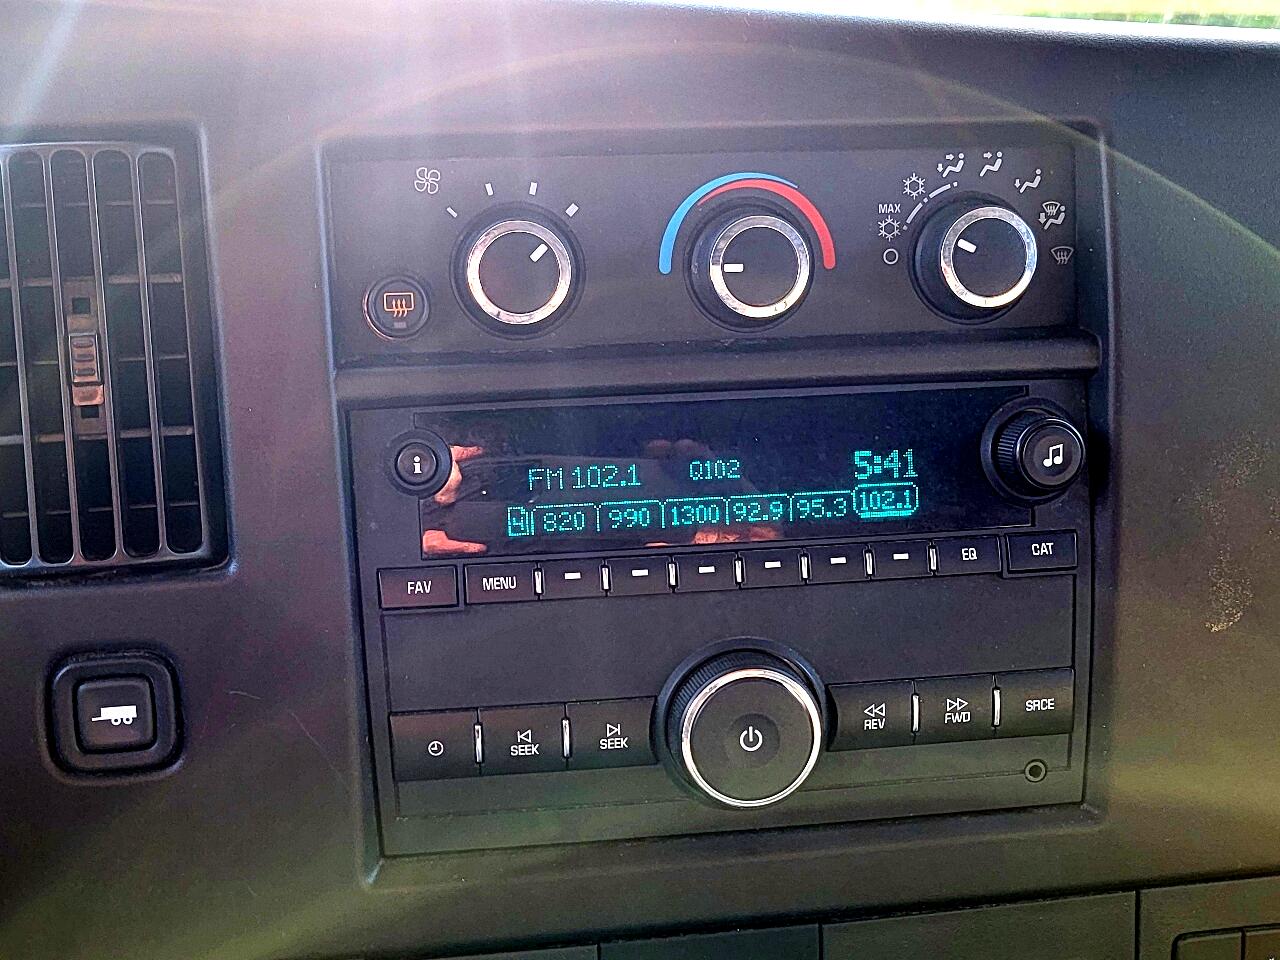 MAX
i
FM 102.1 Q102 5:41
4 820 990 1300 92.9 95.3 102.1
FAV MENU EQ CAT
SEEK SEEK REV FWD SRCE